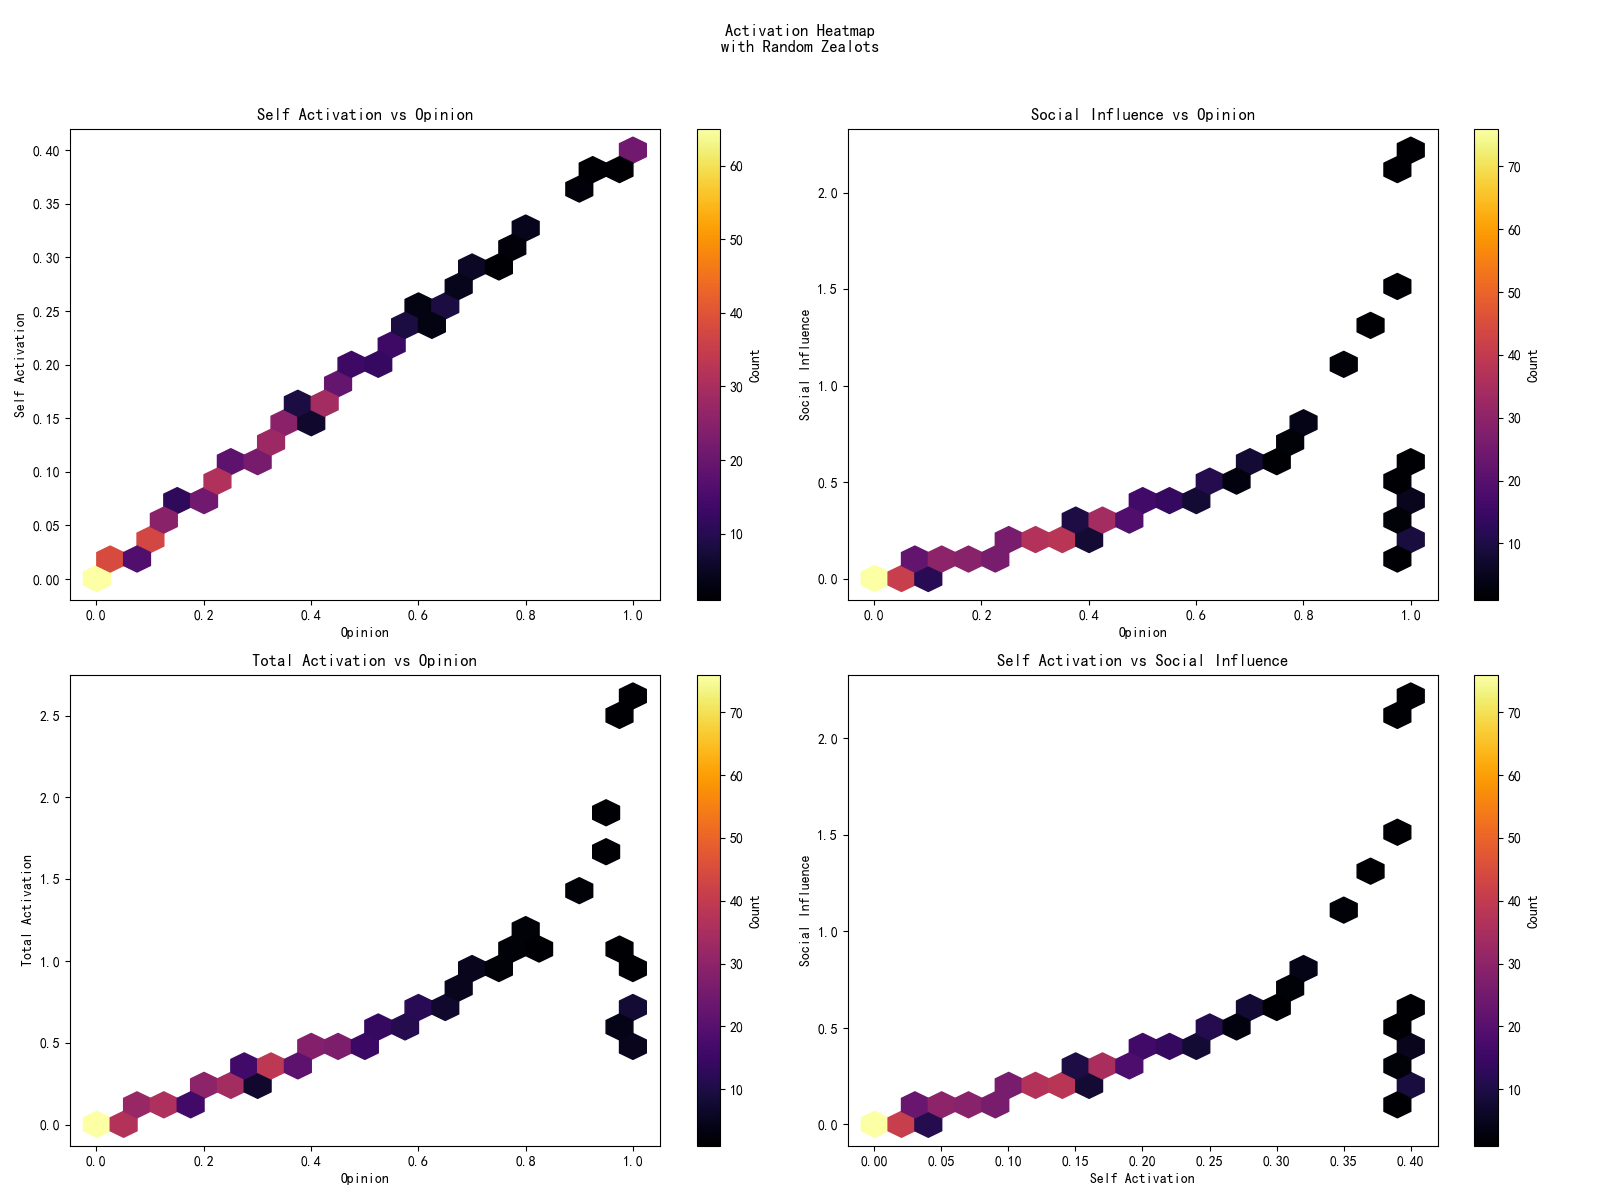 Activation Heatmap
with Random Zealots
Self Activation vs Opinion
Self Activation
0.40
0.35
0.30
0.25
0.20
0.15
0.10
0.05
0.00
0.0 0.2 0.4 0.6 0.8 1.0
Opinion
60
50
40
30
20
10
Count
Social Influence vs Opinion
Social Influence
2.0
1.5
1.0
0.5
0.0
0.0 0.2 0.4 0.6 0.8 1.0
Opinion
70
60
50
40
30
20
10
Count
Total Activation vs Opinion
Total Activation
2.5
2.0
1.5
1.0
0.5
0.0
0.0 0.2 0.4 0.6 0.8 1.0
Opinion
70
60
50
40
30
20
10
Count
Self Activation vs Social Influence
Social Influence
2.0
1.5
1.0
0.5
0.0
0.00 0.05 0.10 0.15 0.20 0.25 0.30 0.35 0.40
Self Activation
70
60
50
40
30
20
10
Count